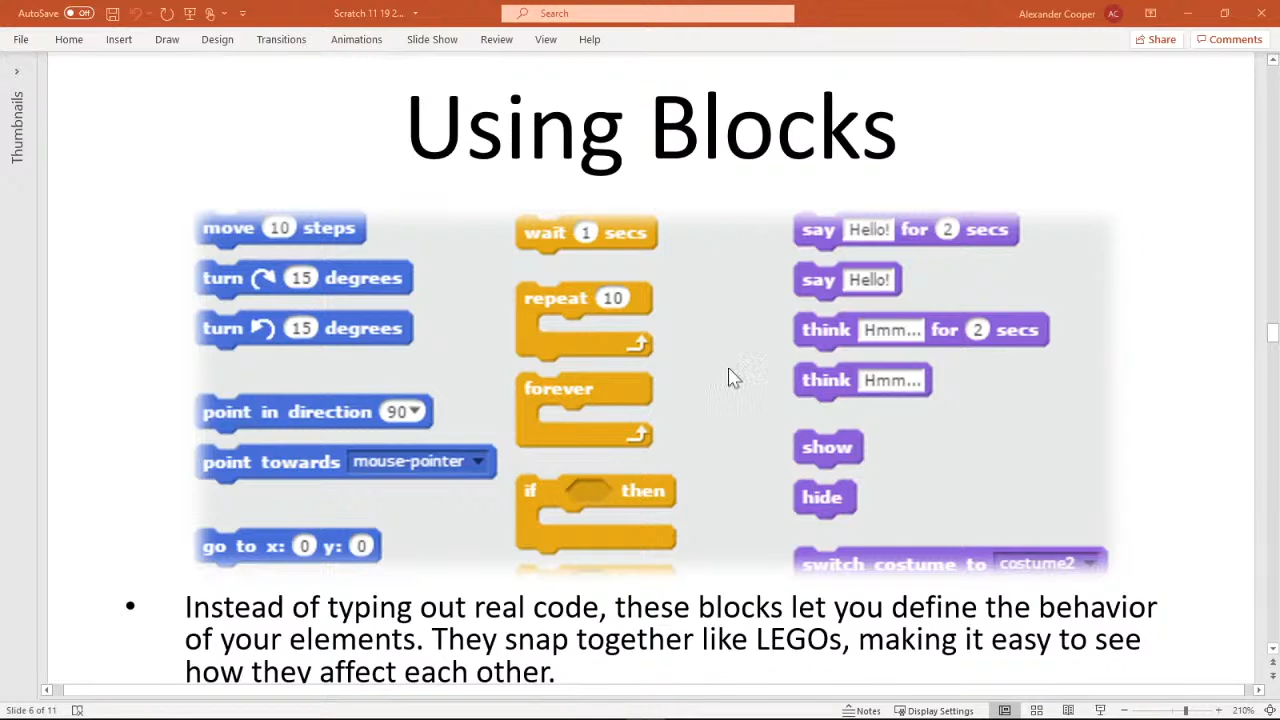 AutoSave Off Scratch 11 19 2... Search Alexander Cooper AC
File Home Insert Draw Design Transitions Animations Slide Show Review View Help Share Comments
Thumbnails
Using Blocks
move 10 steps
turn 15 degrees
turn 15 degrees
point in direction 90
point towards mouse-pointer
go to x: 0 y: 0
wait 1 secs
repeat 10
forever
if then
say Hello! for 2 secs
say Hello!
think Hmm... for 2 secs
think Hmm...
show
hide
switch costume to costume2
• Instead of typing out real code, these blocks let you define the behavior
of your elements. They snap together like LEGOs, making it easy to see
how they affect each other.
Slide 6 of 11 Notes Display Settings 210%